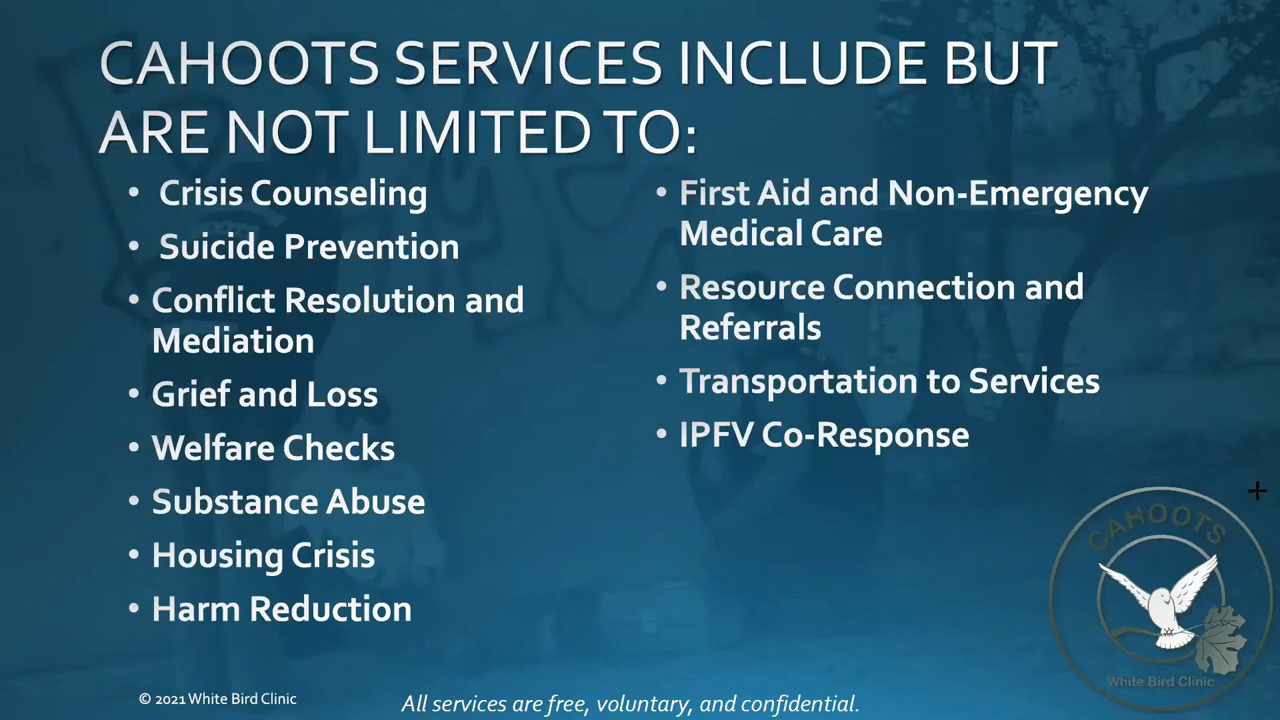 CAHOOTS SERVICES INCLUDE BUT
ARE NOT LIMITED TO:
• Crisis Counseling
• Suicide Prevention
• Conflict Resolution and
Mediation
• Grief and Loss
• Welfare Checks
• Substance Abuse
• Housing Crisis
• Harm Reduction
• First Aid and Non-Emergency
Medical Care
• Resource Connection and
Referrals
• Transportation to Services
• IPFV Co-Response
CAHOOTS
White Bird Clinic
© 2021 White Bird Clinic
All services are free, voluntary, and confidential.